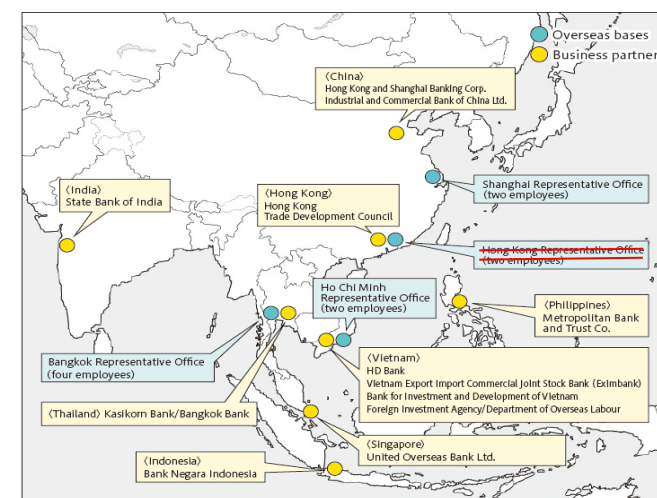 Overseas bases
Business partner
〈China〉
Hong Kong and Shanghai Banking Corp.
Industrial and Commercial Bank of China Ltd.
〈India〉
State Bank of India
〈Hong Kong〉
Hong Kong
Trade Development Council
Shanghai Representative Office
(two employees)
Hong Kong Representative Office
(two employees)
Ho Chi Minh
Representative Office
(two employees)
〈Philippines〉
Metropolitan Bank
and Trust Co.
Bangkok Representative Office
(four employees)
〈Vietnam〉
HD Bank
Vietnam Export Import Commercial Joint Stock Bank (Eximbank)
Bank for Investment and Development of Vietnam
Foreign Investment Agency/Department of Overseas Labour
〈Thailand〉 Kasikorn Bank/Bangkok Bank
〈Singapore〉
United Overseas Bank Ltd.
〈Indonesia〉
Bank Negara Indonesia